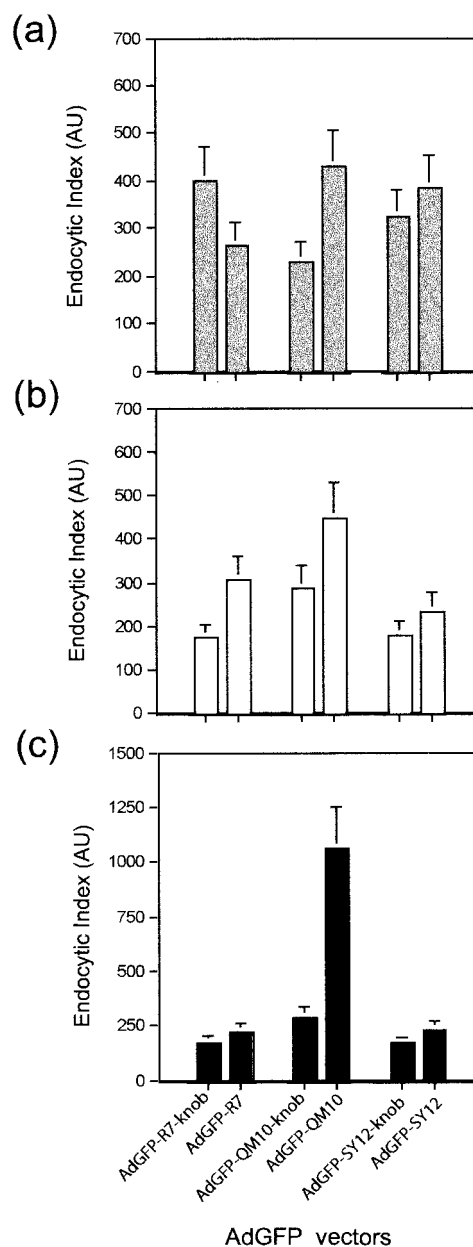 (a)
700
600
500
400
300
200
100
0
Endocytic Index (AU)
(b)
700
600
500
400
300
200
100
0
Endocytic Index (AU)
(c)
1500
1250
1000
750
500
250
0
Endocytic Index (AU)
AdGFP-R7-knob
AdGFP-R7
AdGFP-QM10-knob
AdGFP-QM10
AdGFP-SY12-knob
AdGFP-SY12
AdGFP vectors